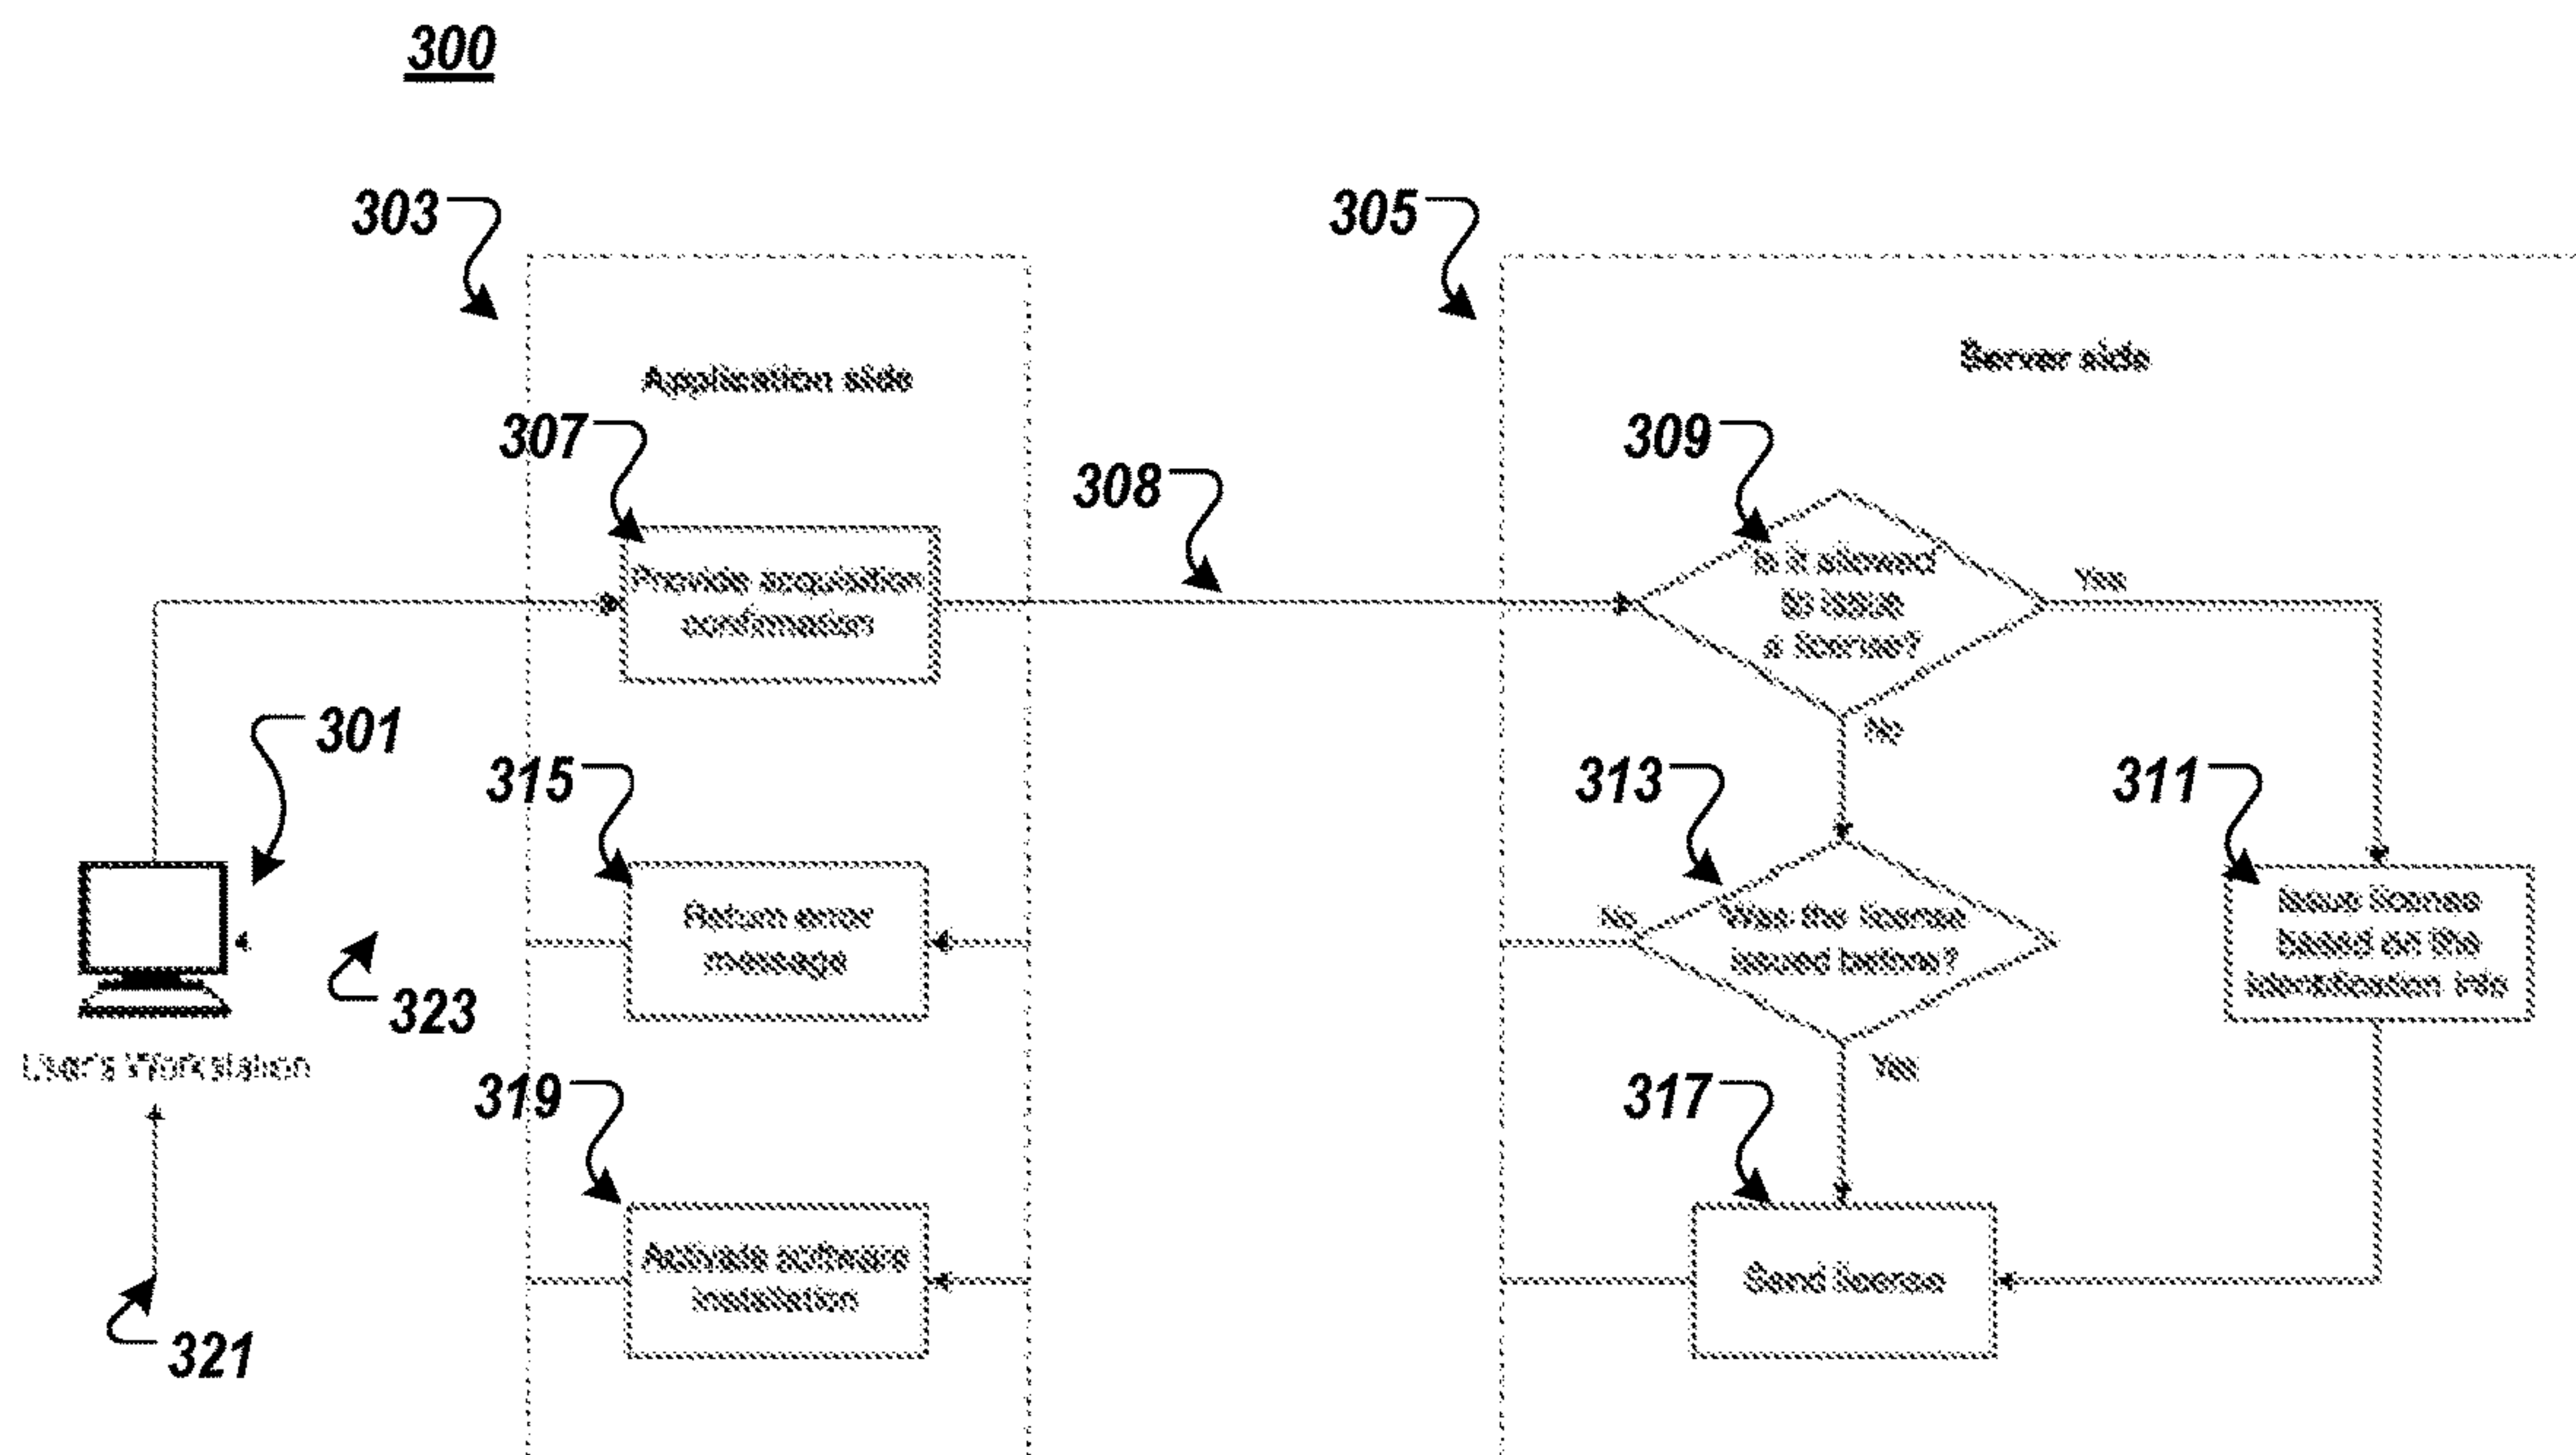 300
303
305
Application side
Server side
307
308
309
Provide acquisition
confirmation
Is it allowed
to issue
a license?
Yes
No
301
315
313
311
Return error
message
No
Was the license
issued before?
Issue license
based on the
identification info
323
User's Workstation
Yes
319
317
Activate software
installation
Send license
321